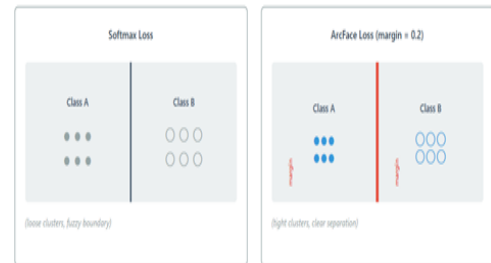 Softmax Loss
Class A
Class B
(loose clusters, fuzzy boundary)
ArcFace Loss (margin = 0.2)
Class A
Class B
margin
margin
(tight clusters, clear separation)